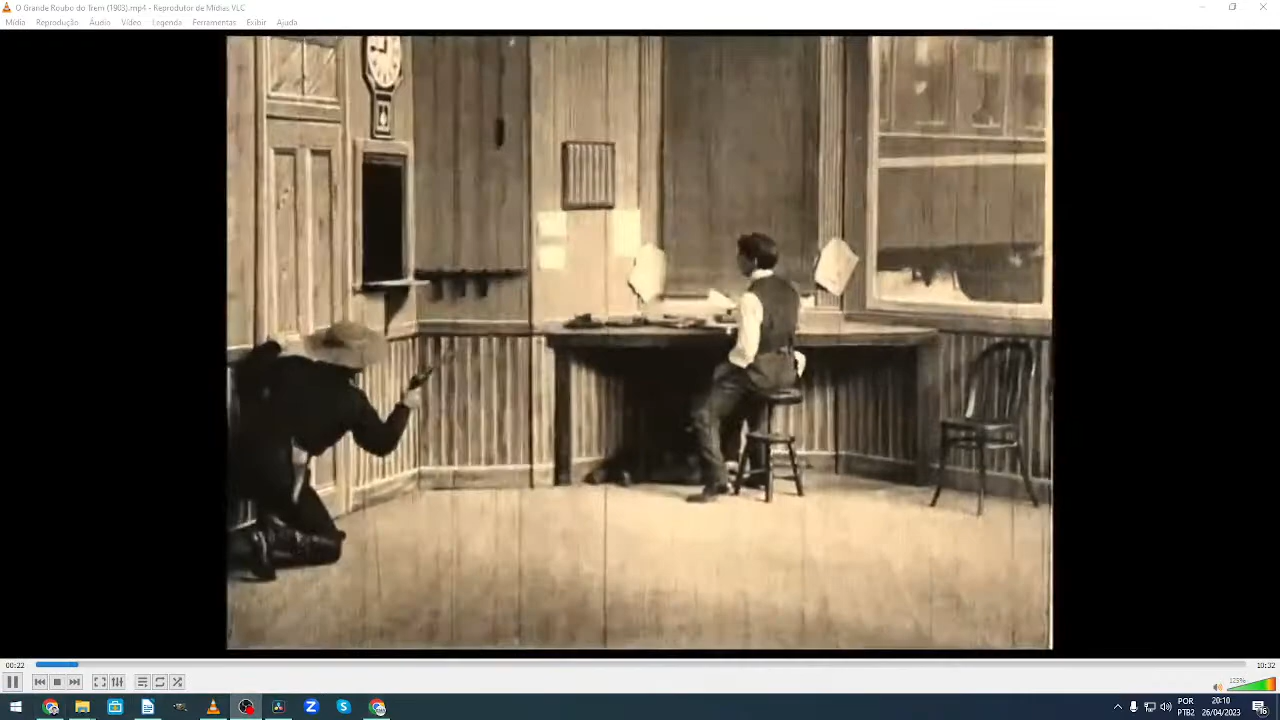 O Grande Roubo do Trem (1903).mp4 - Reprodutor de Mídias VLC
Mídia Reprodução Áudio Vídeo Legenda Ferramentas Exibir Ajuda
00:22
10:32
125%
POR
PTB2
20:10
26/04/2023